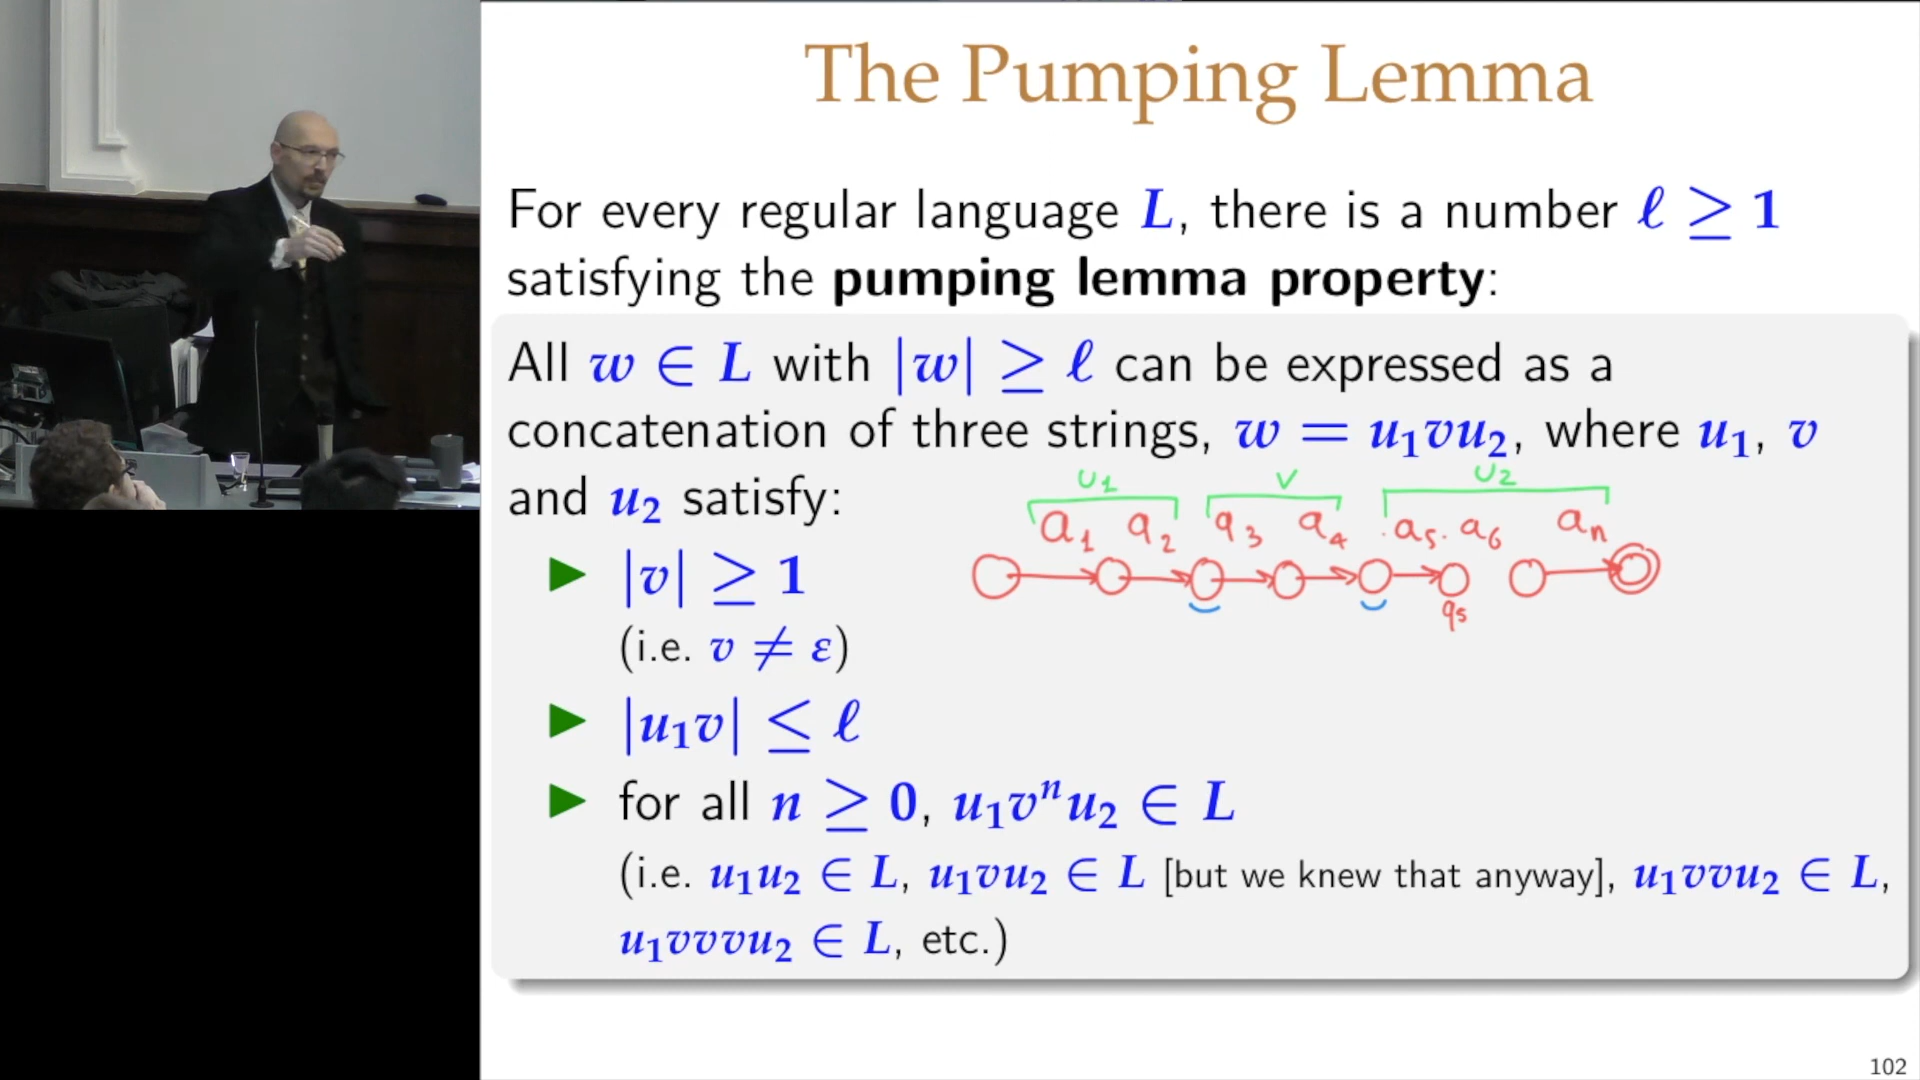 The Pumping Lemma
For every regular language L, there is a number ℓ ≥ 1
satisfying the pumping lemma property:
All w ∈ L with |w| ≥ ℓ can be expressed as a
concatenation of three strings, w = u₁vu₂, where u₁, v
and u₂ satisfy:
u₁ v u₂
a₁ a₂ a₃ a₄ a₅ a₆ aₙ
q₅
▶ |v| ≥ 1
(i.e. v ≠ ε)
▶ |u₁v| ≤ ℓ
▶ for all n ≥ 0, u₁vⁿu₂ ∈ L
(i.e. u₁u₂ ∈ L, u₁vu₂ ∈ L [but we knew that anyway], u₁vvu₂ ∈ L,
u₁vvvu₂ ∈ L, etc.)
102